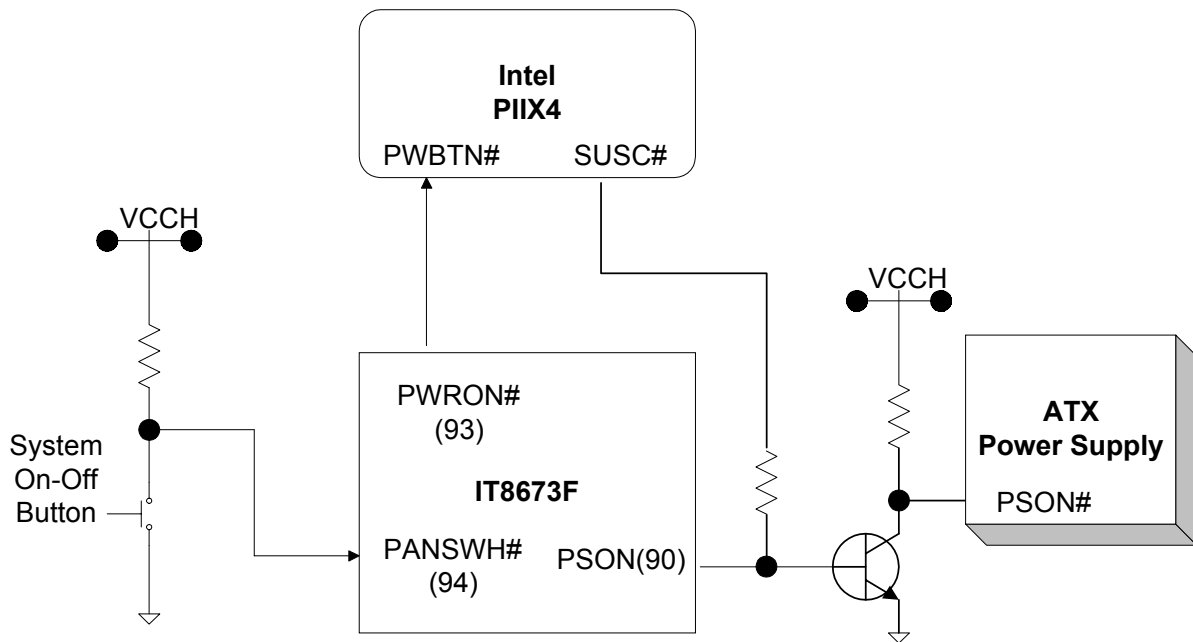 Intel
PIIX4
PWBTN#
SUSC#
VCCH
VCCH
PWRON#
(93)
ATX
Power Supply
System
On-Off
Button
IT8673F
PSON#
PANSWH#
(94)
PSON(90)